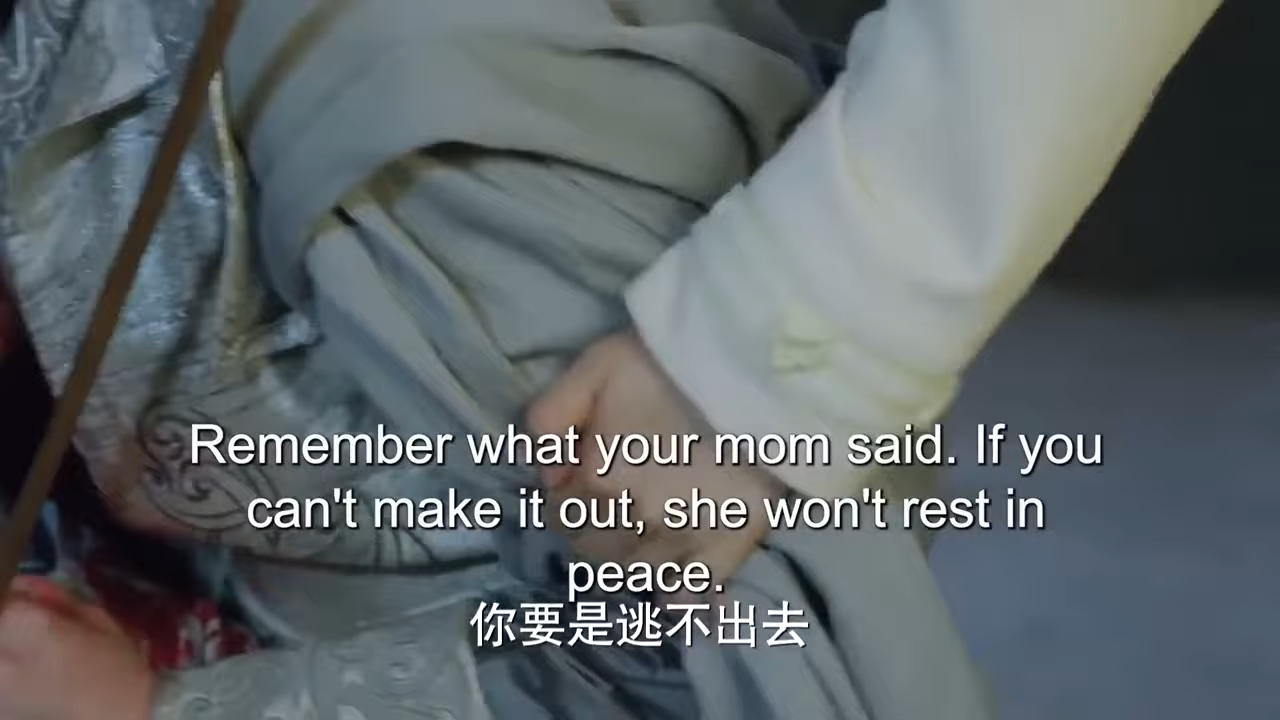 Remember what your mom said. If you
can't make it out, she won't rest in
peace.
你要是逃不出去